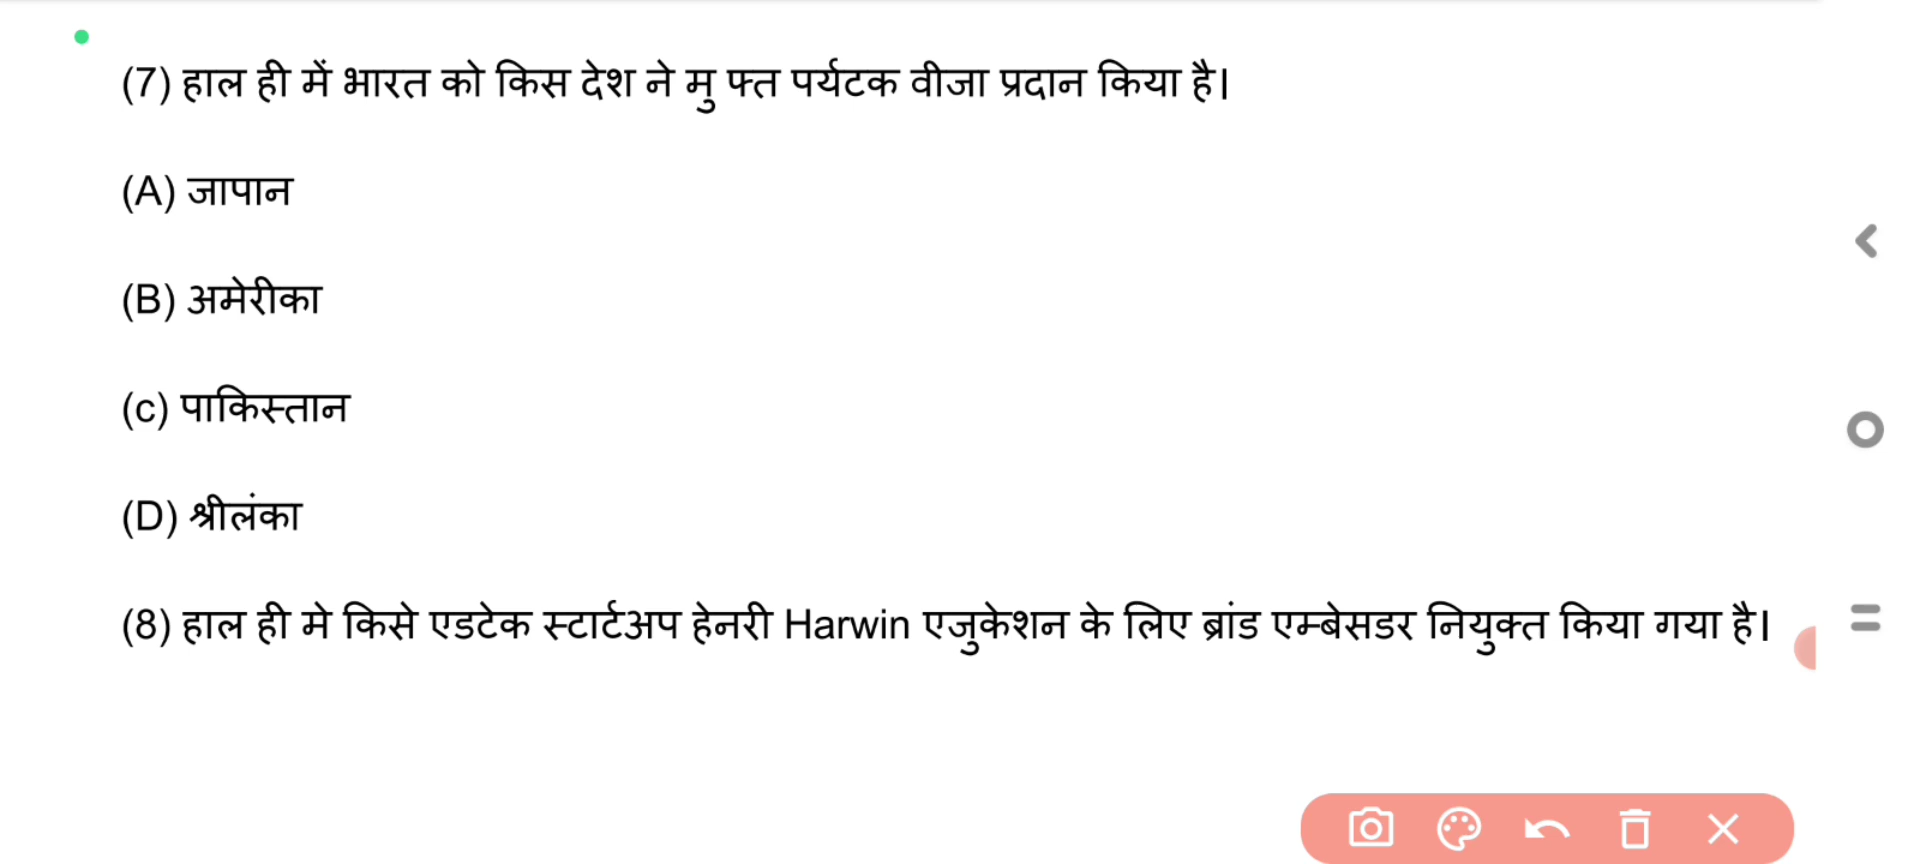 (7) हाल ही में भारत को किस देश ने मु फ्त पर्यटक वीजा प्रदान किया है।
(A) जापान
(B) अमेरीका
(c) पाकिस्तान
(D) श्रीलंका
(8) हाल ही मे किसे एडटेक स्टार्टअप हेनरी Harwin एजुकेशन के लिए ब्रांड एम्बेसडर नियुक्त किया गया है।